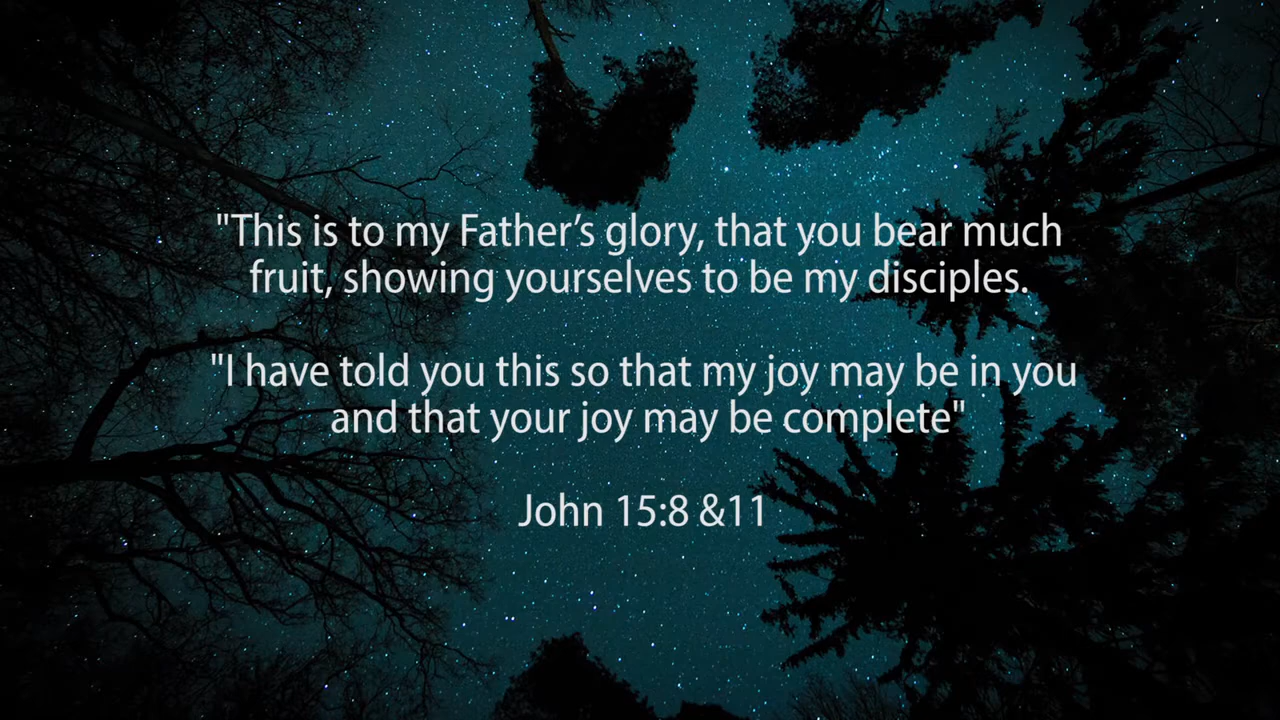 "This is to my Father’s glory, that you bear much
fruit, showing yourselves to be my disciples.
"I have told you this so that my joy may be in you
and that your joy may be complete"
John 15:8 &11